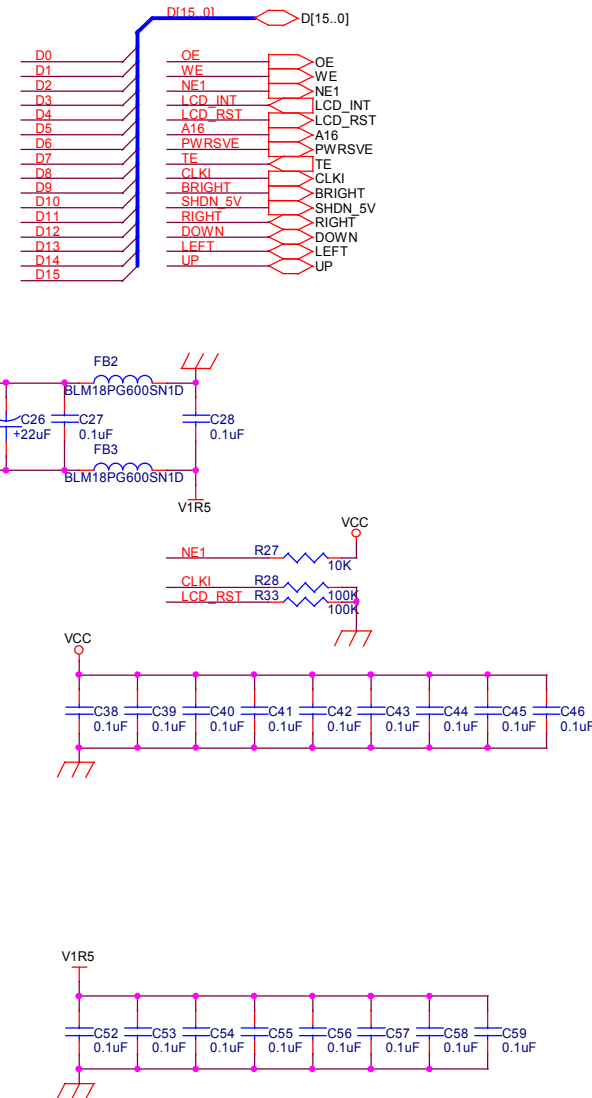 D[15..0] D[15..0]
D0 OE OE
D1 WE WE
D2 NE1 NE1
D3 LCD_INT LCD_INT
D4 LCD_RST LCD_RST
D5 A16 A16
D6 PWRSVE PWRSVE
D7 TE TE
D8 CLKI CLKI
D9 BRIGHT BRIGHT
D10 SHDN_5V SHDN_5V
D11 RIGHT RIGHT
D12 DOWN DOWN
D13 LEFT LEFT
D14 UP UP
D15
FB2
BLM18PG600SN1D
C26 C27 C28
+22uF 0.1uF 0.1uF
FB3
BLM18PG600SN1D
V1R5
VCC
NE1 R27
10K
CLKI R28
100K
LCD_RST R33
100K
VCC
C38 C39 C40 C41 C42 C43 C44 C45 C46
0.1uF 0.1uF 0.1uF 0.1uF 0.1uF 0.1uF 0.1uF 0.1uF 0.1uF
V1R5
C52 C53 C54 C55 C56 C57 C58 C59
0.1uF 0.1uF 0.1uF 0.1uF 0.1uF 0.1uF 0.1uF 0.1uF